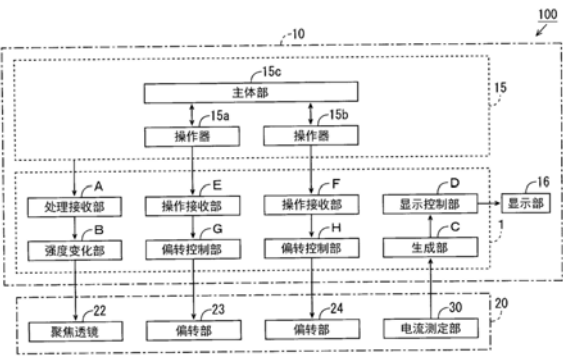 100
10
15c
主体部
15
15a
15b
操作器
操作器
A
E
F
D
16
处理接收部
操作接收部
操作接收部
显示控制部
显示部
B
G
H
C
1
强度变化部
偏转控制部
偏转控制部
生成部
22
23
24
30
20
聚焦透镜
偏转部
偏转部
电流测定部